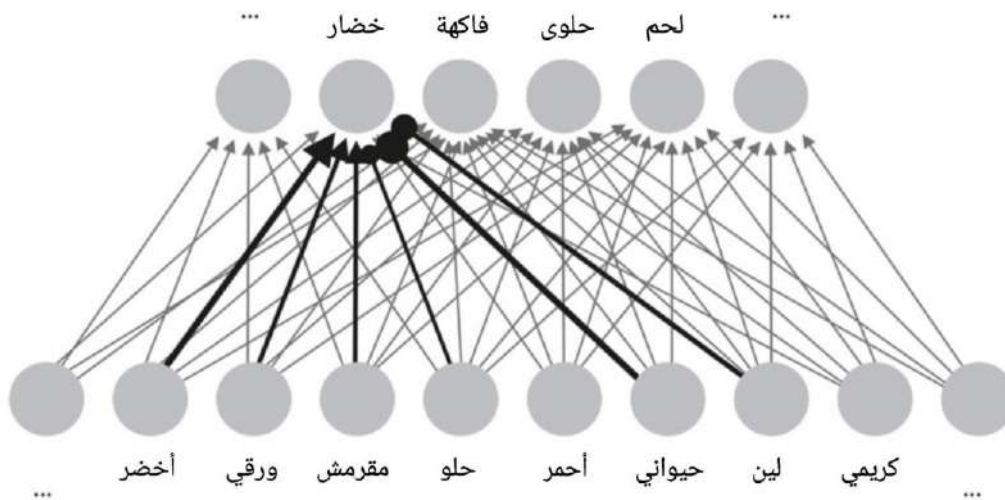 ... خضار فاكهة حلوى لحم ...
أخضر ورقي مقرمش حلو أحمر حيواني لين كريمي
... ...